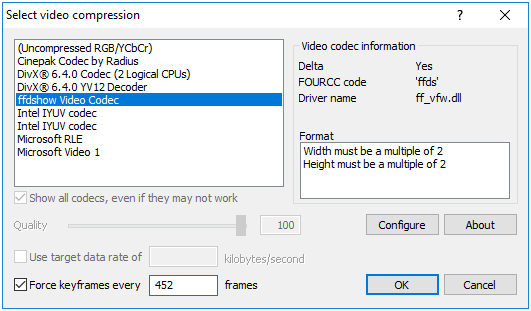 Select video compression
(Uncompressed RGB/YCbCr)
Cinepak Codec by Radius
DivX® 6.4.0 Codec (2 Logical CPUs)
DivX® 6.4.0 YV12 Decoder
ffdshow Video Codec
Intel IYUV codec
Intel IYUV codec
Microsoft RLE
Microsoft Video 1
Show all codecs, even if they may not work
Video codec information
Delta Yes
FOURCC code 'ffds'
Driver name ff_vfw.dll
Format
Width must be a multiple of 2
Height must be a multiple of 2
Quality 100
Configure About
Use target data rate of kilobytes/second
Force keyframes every 452 frames
OK Cancel